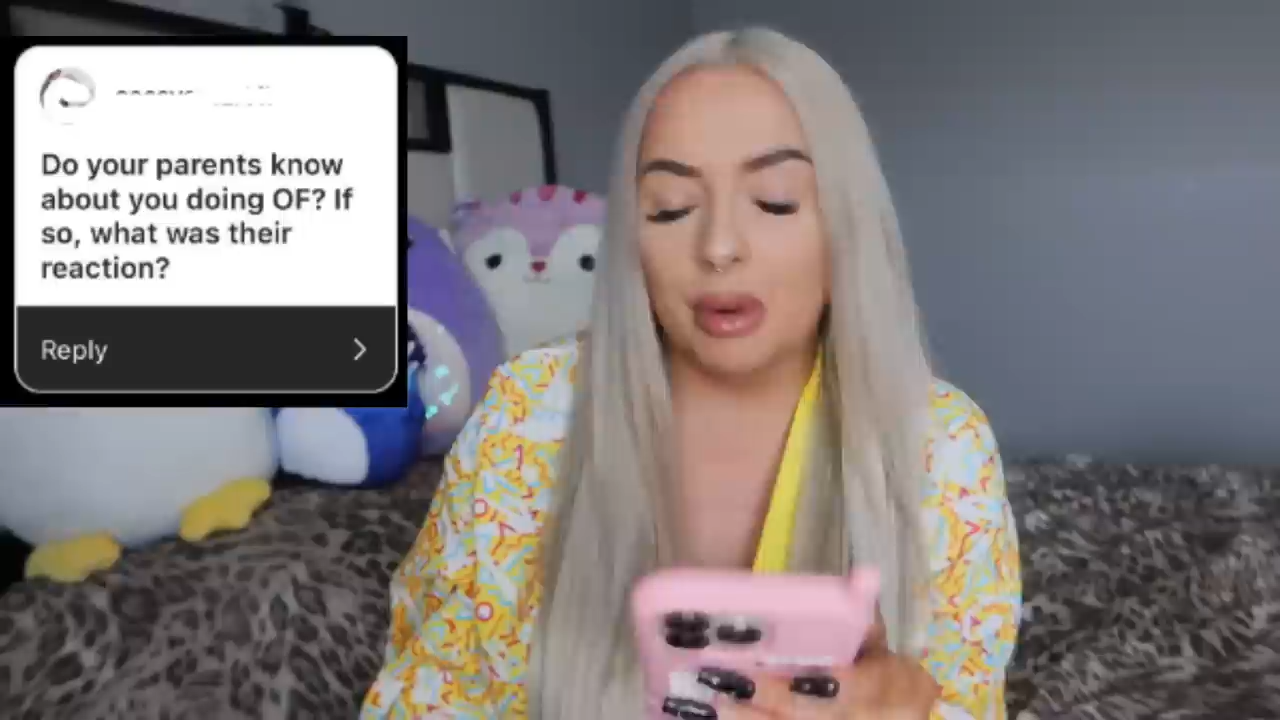 Do your parents know
about you doing OF? If
so, what was their
reaction?
Reply